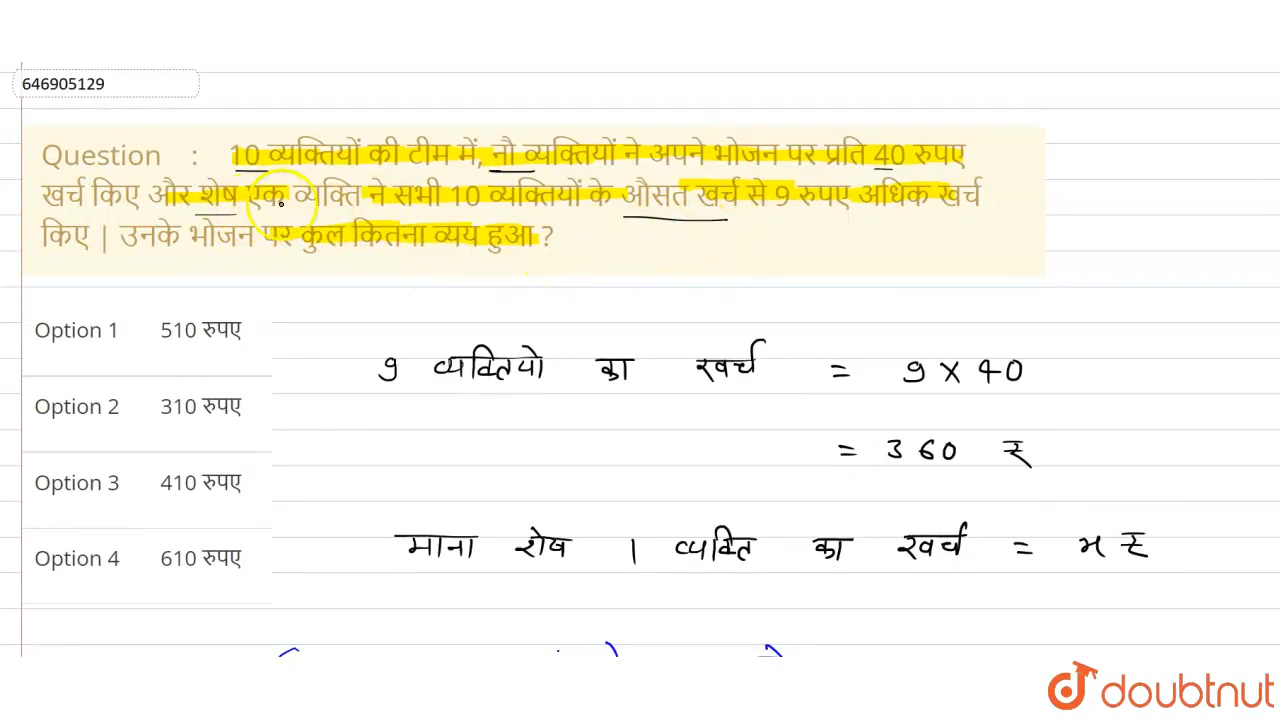 646905129
Question : 10 व्यक्तियों की टीम में, नौ व्यक्तियों ने अपने भोजन पर प्रति 40 रुपए
खर्च किए और शेष एक व्यक्ति ने सभी 10 व्यक्तियों के औसत खर्च से 9 रुपए अधिक खर्च
किए | उनके भोजन पर कुल कितना व्यय हुआ ?
Option 1 510 रुपए
9 व्यक्तियो का खर्च = 9 × 40
Option 2 310 रुपए
= 360 ₹
Option 3 410 रुपए
माना शेष 1 व्यक्ति का खर्च = x ₹
Option 4 610 रुपए
doubtnut